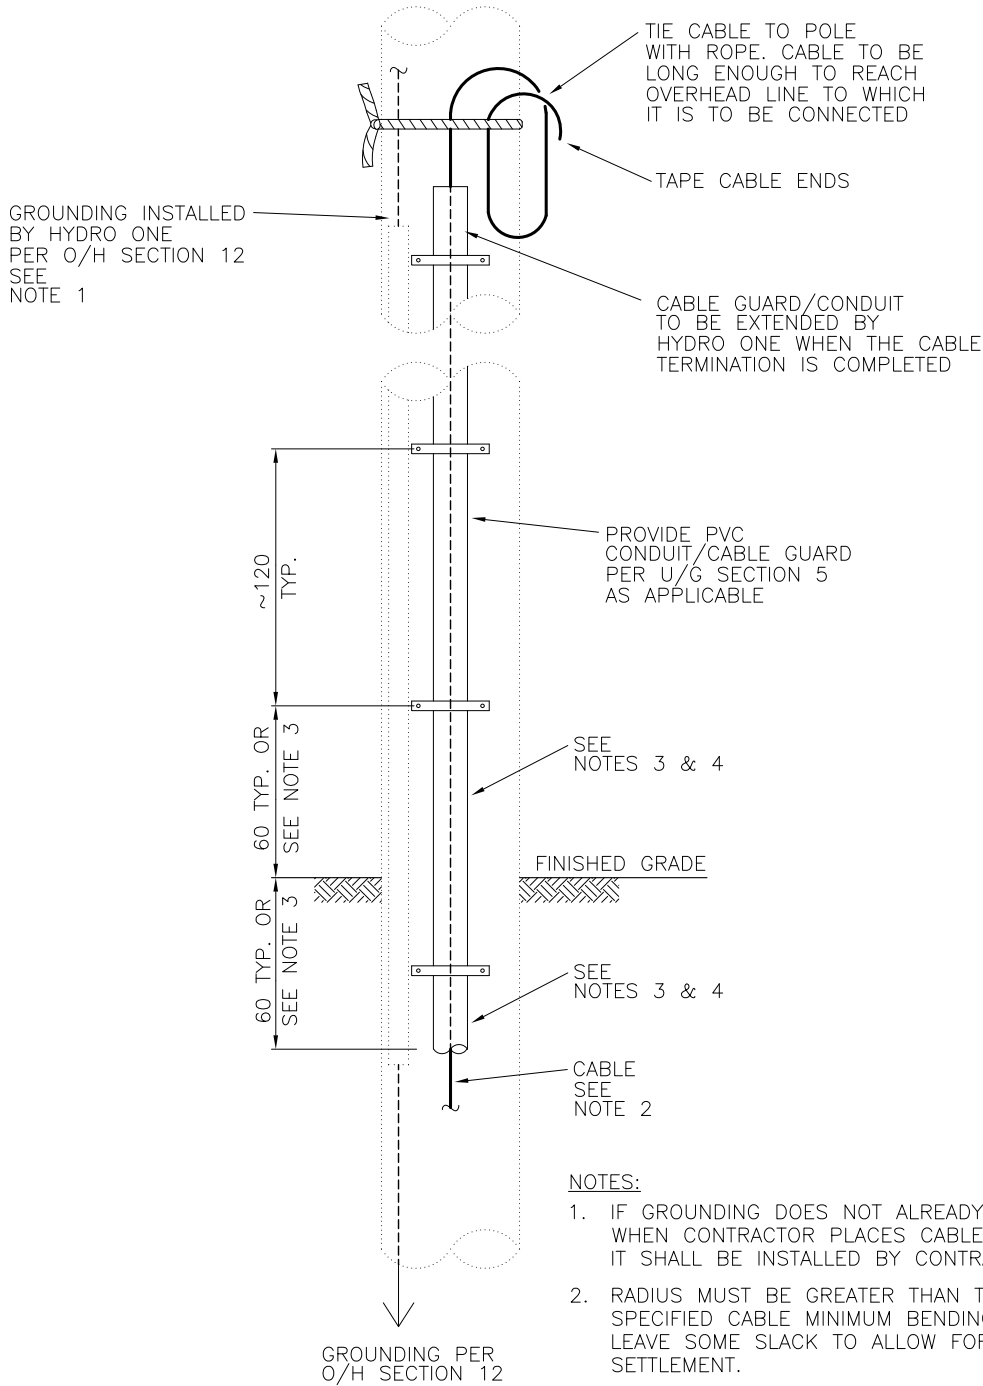 TIE CABLE TO POLE
WITH ROPE. CABLE TO BE
LONG ENOUGH TO REACH
OVERHEAD LINE TO WHICH
IT IS TO BE CONNECTED
TAPE CABLE ENDS
GROUNDING INSTALLED
BY HYDRO ONE
PER O/H SECTION 12
SEE
NOTE 1
CABLE GUARD/CONDUIT
TO BE EXTENDED BY
HYDRO ONE WHEN THE CABLE
TERMINATION IS COMPLETED
~120
TYP.
PROVIDE PVC
CONDUIT/CABLE GUARD
PER U/G SECTION 5
AS APPLICABLE
60 TYP. OR
SEE NOTE 3
SEE
NOTES 3 & 4
FINISHED GRADE
60 TYP. OR
SEE NOTE 3
SEE
NOTES 3 & 4
CABLE
SEE
NOTE 2
NOTES:
1. IF GROUNDING DOES NOT ALREADY
WHEN CONTRACTOR PLACES CABLE
IT SHALL BE INSTALLED BY
2. RADIUS MUST BE GREATER THAN
SPECIFIED CABLE MINIMUM
LEAVE SOME SLACK TO ALLOW
SETTLEMENT.
GROUNDING PER
O/H SECTION 12